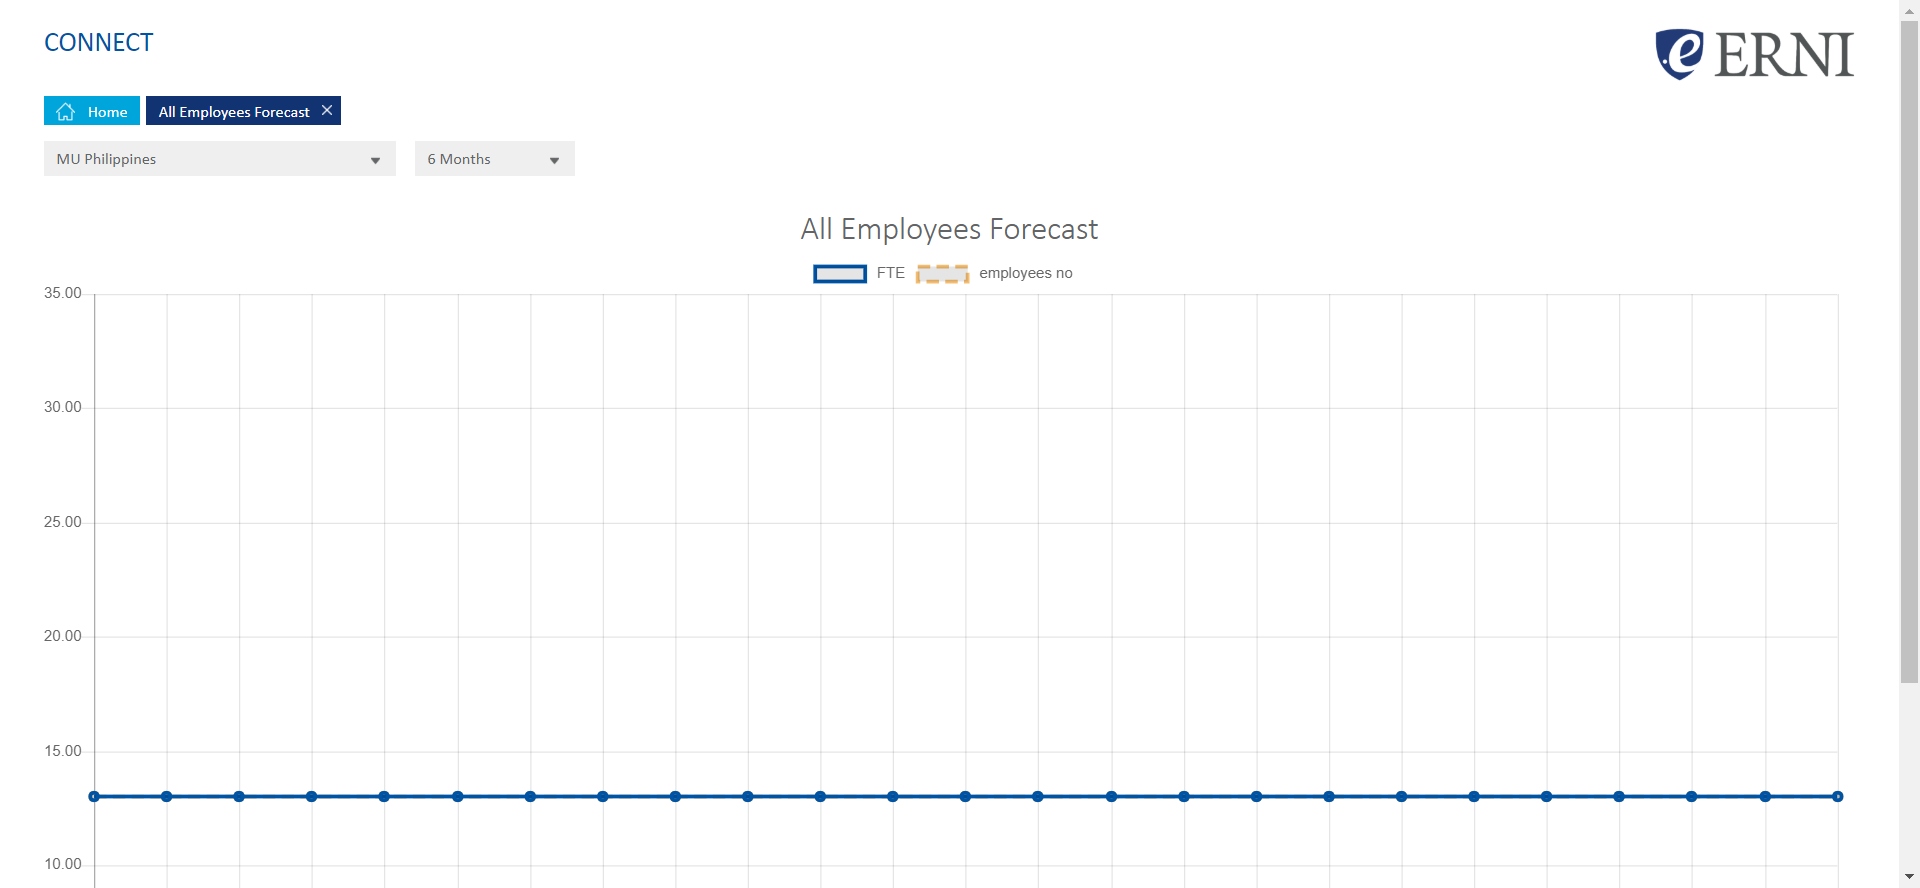 CONNECT
e ERNI
Home
All Employees Forecast
MU Philippines
6 Months
All Employees Forecast
FTE
employees no
35.00
30.00
25.00
20.00
15.00
10.00